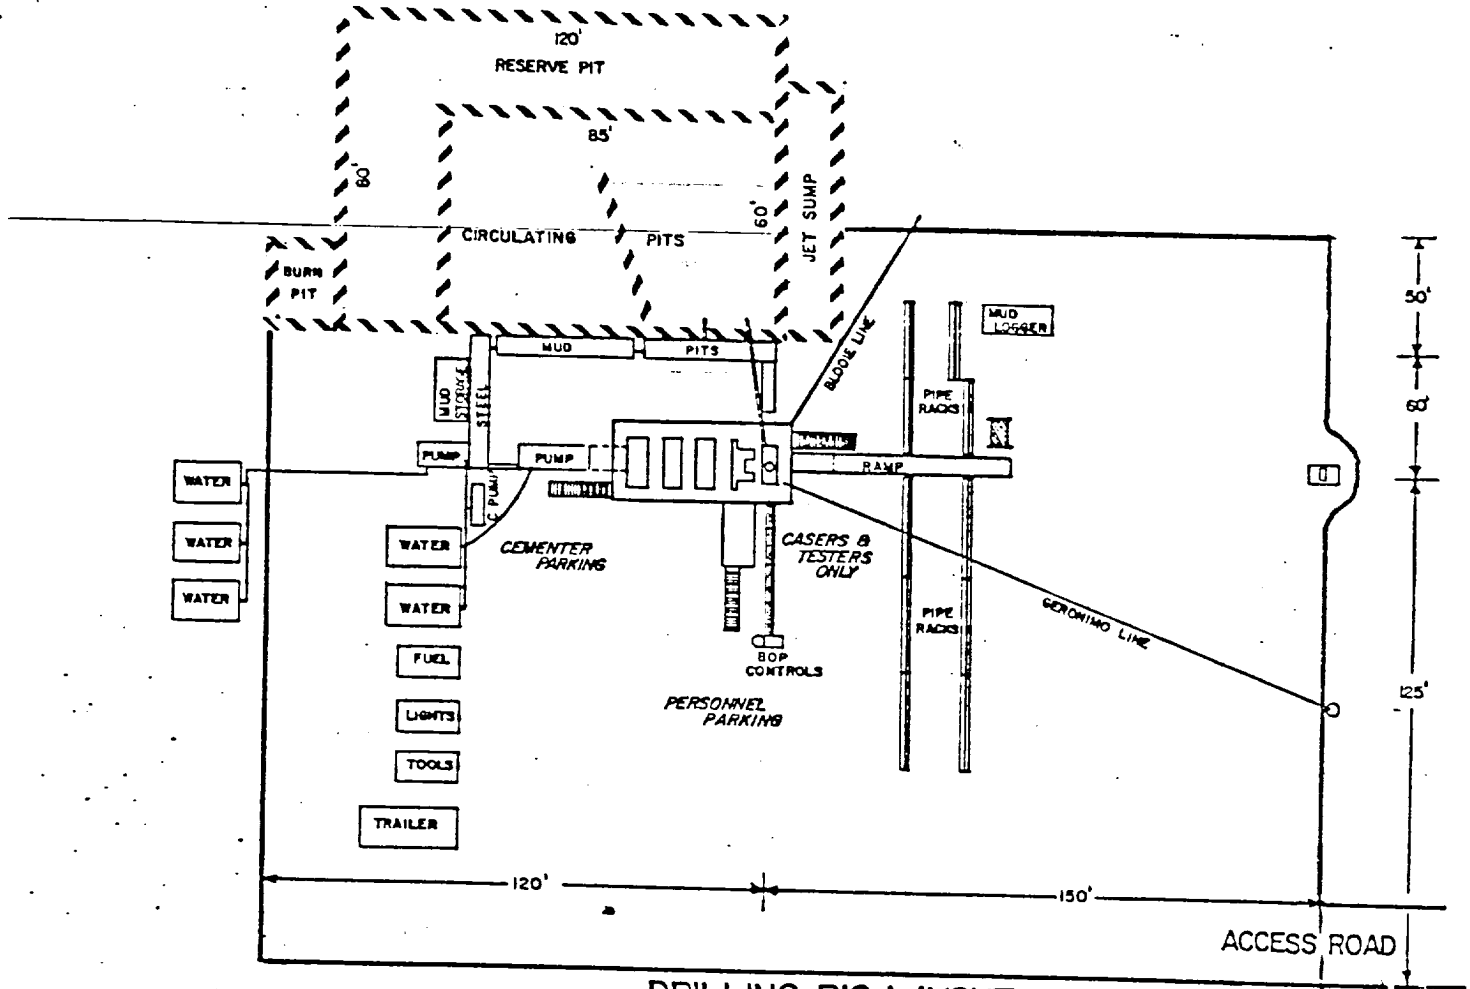 120'
RESERVE PIT
85'
80'
60'
JET SUMP
CIRCULATING PITS
BURN
PIT
50'
MUD
LOGGER
BLOOIE LINE
MUD PITS
MUD
STORAGE
STEEL
PIPE
RACKS
60'
PUMP
PUMP
RAMP
WATER
C PUMP
WATER
WATER
WATER
CEMENTER
PARKING
CASERS &
TESTERS
ONLY
WATER
GERONIMO LINE
PIPE
RACKS
FUEL
BOP
CONTROLS
125'
LIGHTS
PERSONNEL
PARKING
TOOLS
TRAILER
120'
150'
ACCESS ROAD